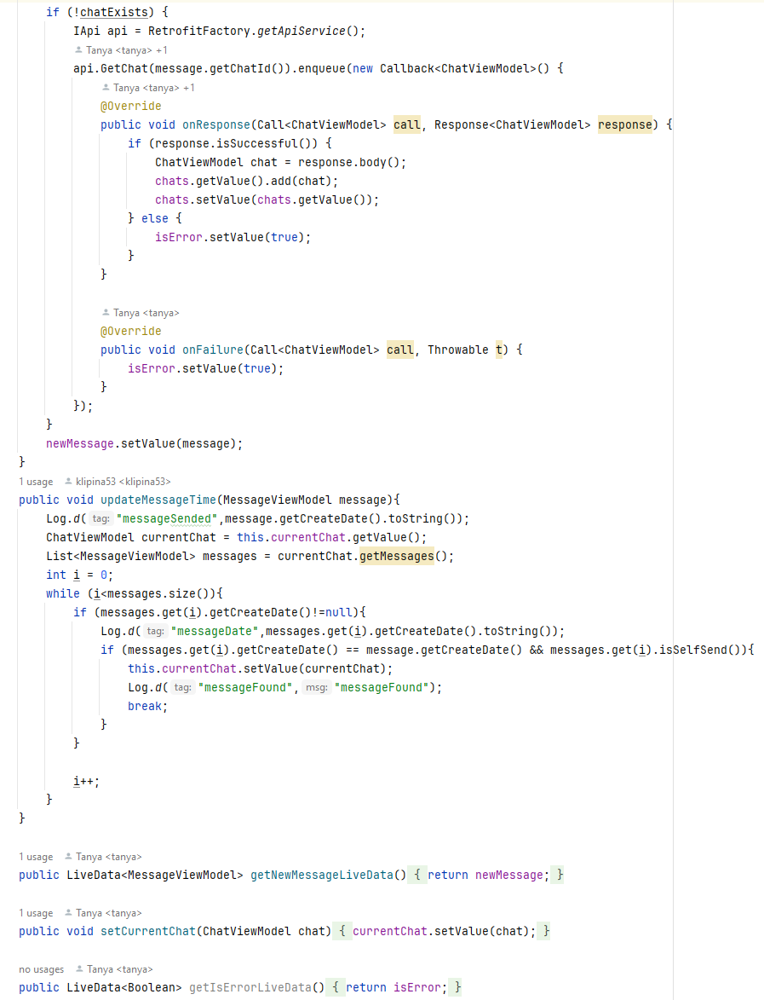 if (!chatExists) {
IApi api = RetrofitFactory.getApiService();
Tanya <tanya> +1
api.GetChat(message.getChatId()).enqueue(new Callback<ChatViewModel>() {
Tanya <tanya> +1
@Override
public void onResponse(Call<ChatViewModel> call, Response<ChatViewModel> response) {
if (response.isSuccessful()) {
ChatViewModel chat = response.body();
chats.getValue().add(chat);
chats.setValue(chats.getValue());
} else {
isError.setValue(true);
}
}
Tanya <tanya>
@Override
public void onFailure(Call<ChatViewModel> call, Throwable t) {
isError.setValue(true);
}
});
}
newMessage.setValue(message);
}
1 usage klipina53 <klipina53>
public void updateMessageTime(MessageViewModel message){
Log.d( tag: "messageSended",message.getCreateDate().toString());
ChatViewModel currentChat = this.currentChat.getValue();
List<MessageViewModel> messages = currentChat.getMessages();
int i = 0;
while (i<messages.size()){
if (messages.get(i).getCreateDate()!=null){
Log.d( tag: "messageDate",messages.get(i).getCreateDate().toString());
if (messages.get(i).getCreateDate() == message.getCreateDate() && messages.get(i).isSelfSend()){
this.currentChat.setValue(currentChat);
Log.d( tag: "messageFound", msg: "messageFound");
break;
}
}
i++;
}
}
1 usage Tanya <tanya>
public LiveData<MessageViewModel> getNewMessageLiveData() { return newMessage; }
1 usage Tanya <tanya>
public void setCurrentChat(ChatViewModel chat) { currentChat.setValue(chat); }
no usages Tanya <tanya>
public LiveData<Boolean> getIsErrorLiveData() { return isError; }